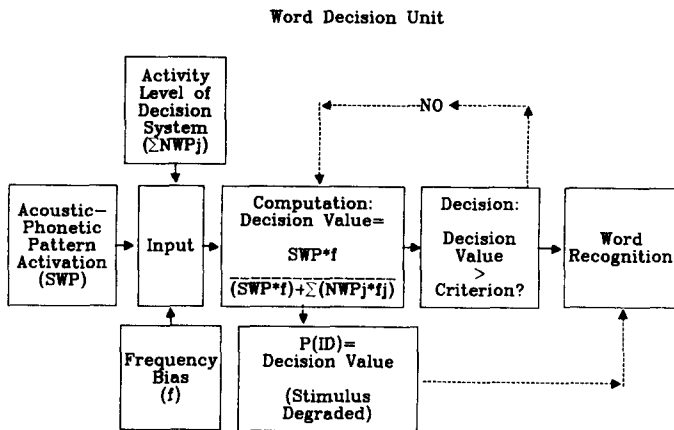 Word Decision Unit
Activity
Level of
Decision
System
(ΣNWPj)
NO
Acoustic-
Phonetic
Pattern
Activation
(SWP)
Input
Computation:
Decision Value=
SWP*f
(SWP*f)+Σ(NWPj*fj)
Decision:
Decision
Value
>
Criterion?
Word
Recognition
Frequency
Bias
(f)
P(ID)=
Decision Value
(Stimulus
Degraded)